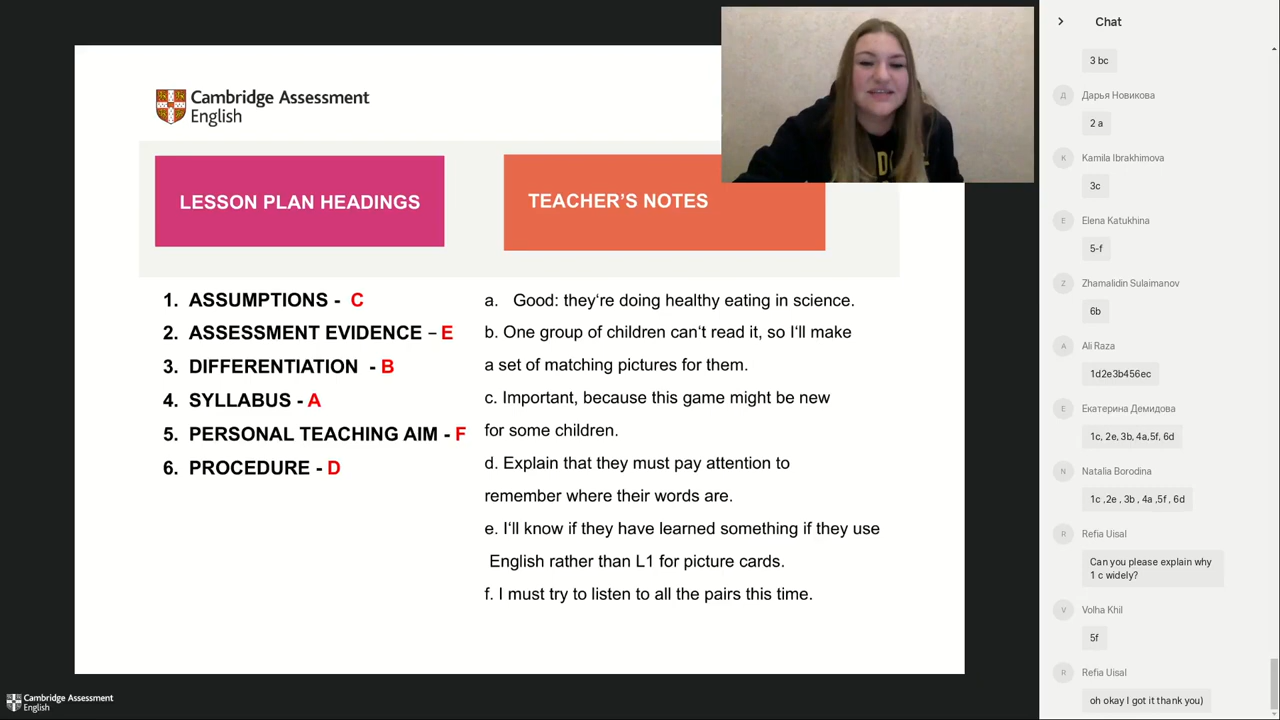 Cambridge Assessment
English
LESSON PLAN HEADINGS
TEACHER'S NOTES
1. ASSUMPTIONS - C
2. ASSESSMENT EVIDENCE – E
3. DIFFERENTIATION - B
4. SYLLABUS - A
5. PERSONAL TEACHING AIM - F
6. PROCEDURE - D
a. Good: they're doing healthy eating in science.
b. One group of children can't read it, so I'll make
a set of matching pictures for them.
c. Important, because this game might be new
for some children.
d. Explain that they must pay attention to
remember where their words are.
e. I'll know if they have learned something if they use
English rather than L1 for picture cards.
f. I must try to listen to all the pairs this time.
Cambridge Assessment
English
Chat
3 bc
Д
Дарья Новикова
2 a
K
Kamila Ibrakhimova
3c
E
Elena Katukhina
5-f
Z
Zhamalidin Sulaimanov
6b
A
Ali Raza
1d2e3b456ec
Е
Екатерина Демидова
1c, 2e, 3b, 4a,5f, 6d
N
Natalia Borodina
1c ,2e , 3b , 4a ,5f , 6d
R
Refia Uisal
Can you please explain why
1 c widely?
V
Volha Khil
5f
R
Refia Uisal
oh okay I got it thank you)